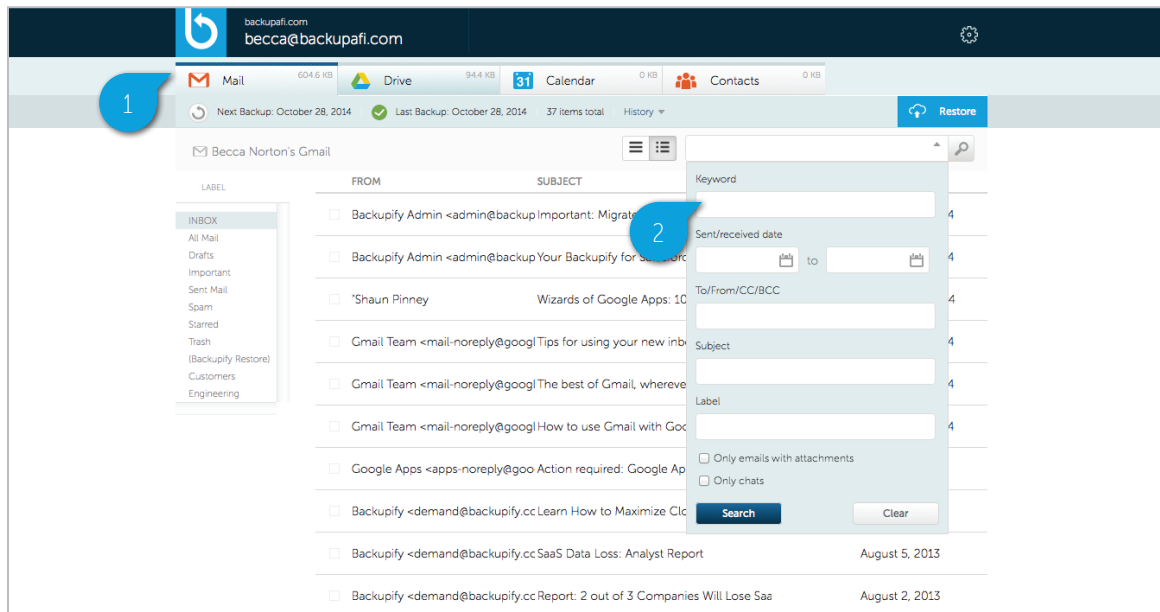 backupafi.com
becca@backupafi.com
Mail 604.6 KB Drive 94.4 KB 31 Calendar 0 KB Contacts 0 KB
1
Next Backup: October 28, 2014 Last Backup: October 28, 2014 37 items total History Restore
Becca Norton's Gmail
LABEL
INBOX
All Mail
Drafts
Important
Sent Mail
Spam
Starred
Trash
(Backupify Restore)
Customers
Engineering
FROM SUBJECT
Backupify Admin <admin@backup Important: Migrate 4
Backupify Admin <admin@backup Your Backupify for 4
"Shaun Pinney Wizards of Google Apps: 10 4
Gmail Team <mail-noreply@googl Tips for using your new inb 4
Gmail Team <mail-noreply@googl The best of Gmail, whereve 4
Gmail Team <mail-noreply@googl How to use Gmail with Goo 4
Google Apps <apps-noreply@goo Action required: Google Ap
Backupify <demand@backupify.cc Learn How to Maximize Clo
Backupify <demand@backupify.cc SaaS Data Loss: Analyst Report August 5, 2013
Backupify <demand@backupify.cc Report: 2 out of 3 Companies Will Lose Saa August 2, 2013
Keyword
2
Sent/received date
to
To/From/CC/BCC
Subject
Label
Only emails with attachments
Only chats
Search Clear